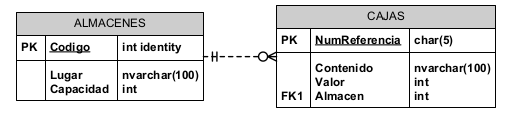 ALMACENES
PK Codigo int identity
Lugar nvarchar(100)
Capacidad int
CAJAS
PK NumReferencia char(5)
Contenido nvarchar(100)
Valor int
FK1 Almacen int